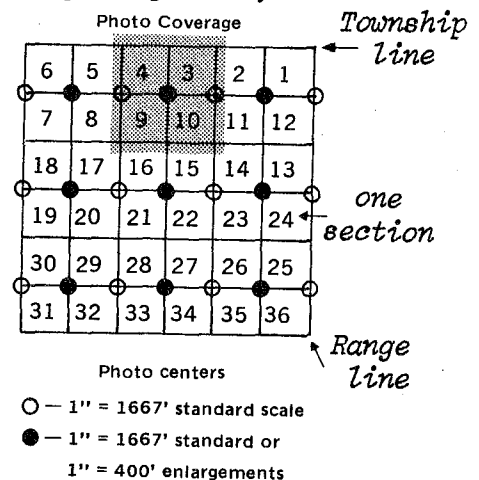 Photo Coverage
Township
line
6 5 4 3 2 1
7 8 9 10 11 12
18 17 16 15 14 13
19 20 21 22 23 24
one
section
30 29 28 27 26 25
31 32 33 34 35 36
Range
line
Photo centers
— 1" = 1667' standard scale
— 1" = 1667' standard or
1" = 400' enlargements